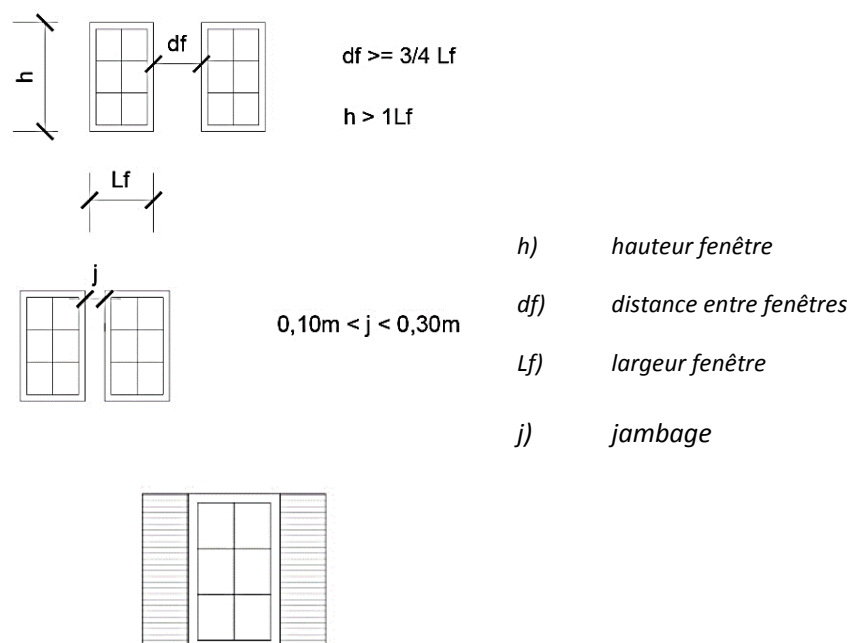 df
h
df >= 3/4 Lf
h > 1Lf
Lf
j
0,10m < j < 0,30m
h) hauteur fenêtre
df) distance entre fenêtres
Lf) largeur fenêtre
j) jambage